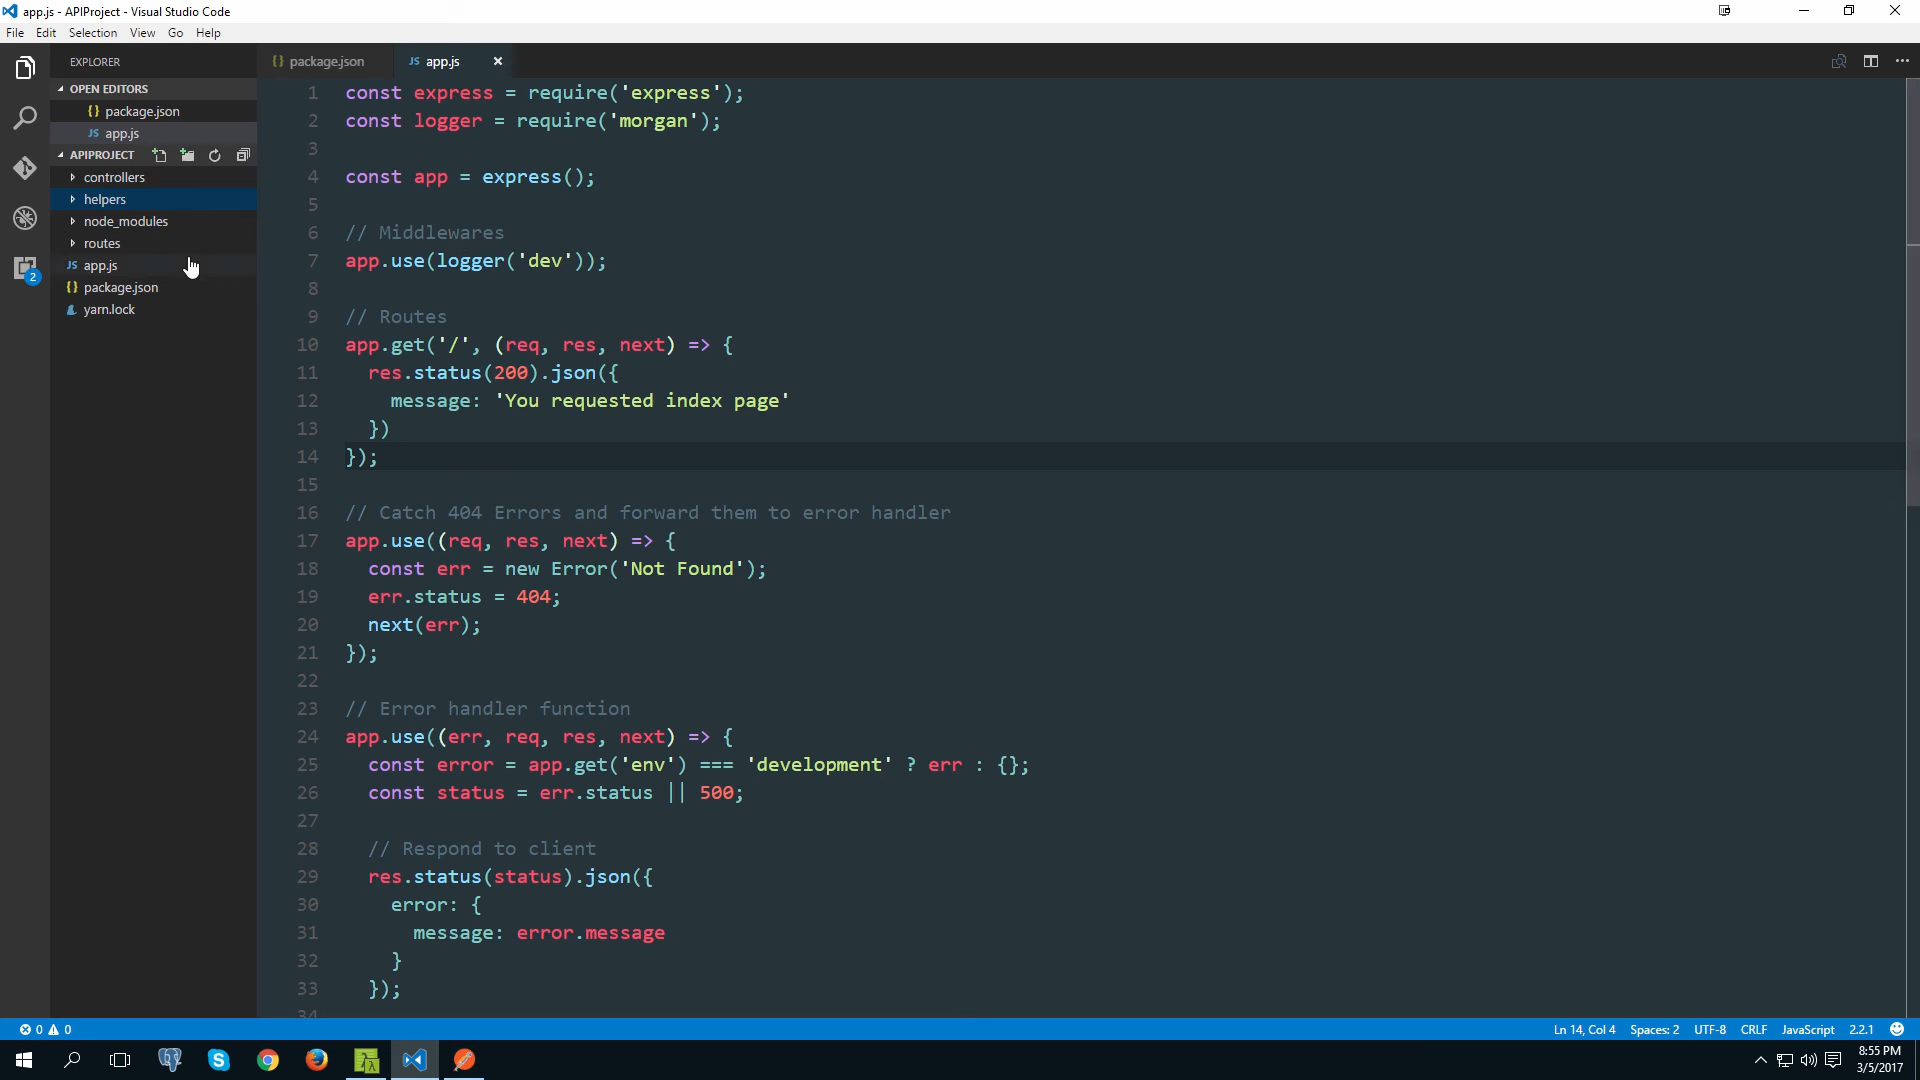 app.js - APIProject - Visual Studio Code
File Edit Selection View Go Help
EXPLORER
OPEN EDITORS
{} package.json
JS app.js
APIPROJECT
controllers
helpers
node_modules
routes
JS app.js
{} package.json
yarn.lock
2
{} package.json
JS app.js
1 const express = require('express');
2 const logger = require('morgan');
3
4 const app = express();
5
6 // Middlewares
7 app.use(logger('dev'));
8
9 // Routes
10 app.get('/', (req, res, next) => {
11 res.status(200).json({
12 message: 'You requested index page'
13 })
14 });
15
16 // Catch 404 Errors and forward them to error handler
17 app.use((req, res, next) => {
18 const err = new Error('Not Found');
19 err.status = 404;
20 next(err);
21 });
22
23 // Error handler function
24 app.use((err, req, res, next) => {
25 const error = app.get('env') === 'development' ? err : {};
26 const status = err.status || 500;
27
28 // Respond to client
29 res.status(status).json({
30 error: {
31 message: error.message
32 }
33 });
34
0 0
Ln 14, Col 4 Spaces: 2 UTF-8 CRLF JavaScript 2.2.1
8:55 PM
3/5/2017